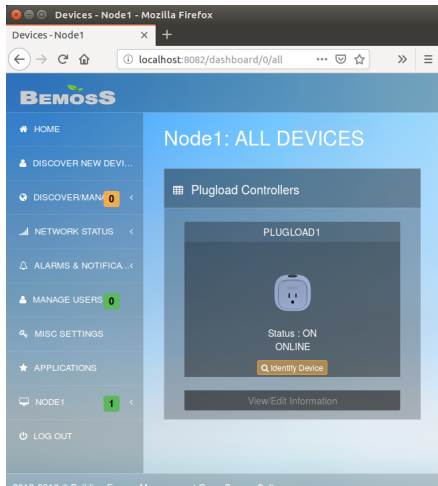 Devices - Node1 - Mozilla Firefox
Devices - Node1
localhost:8082/dashboard/0/all
BEMOSS
HOME
Node1: ALL DEVICES
DISCOVER NEW DEVI...
Plugload Controllers
DISCOVER/MAN 0
NETWORK STATUS
PLUGLOAD1
ALARMS & NOTIFICA...
MANAGE USERS 0
MISC SETTINGS
Status : ON
ONLINE
APPLICATIONS
Identify Device
NODE1 1
View/Edit Information
LOG OUT